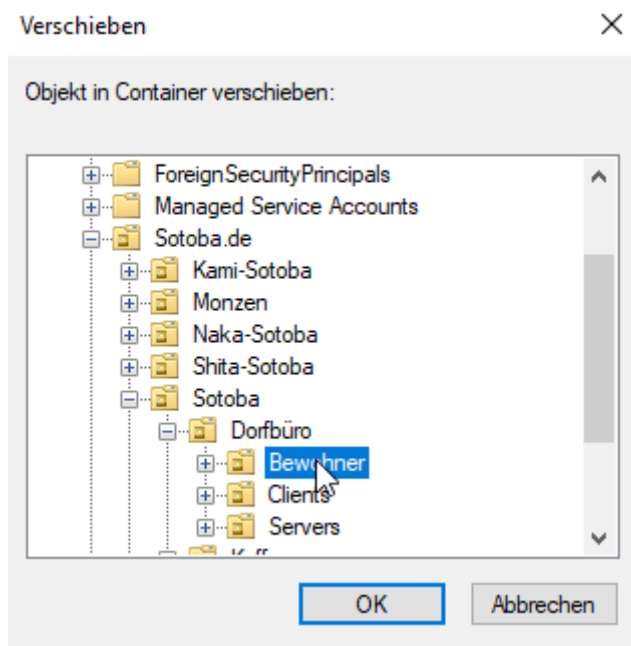 Verschieben
Objekt in Container verschieben:
ForeignSecurityPrincipals
Managed Service Accounts
Sotoba.de
Kami-Sotoba
Monzen
Naka-Sotoba
Shita-Sotoba
Sotoba
Dorfbüro
Bewohner
Clients
Servers
OK
Abbrechen